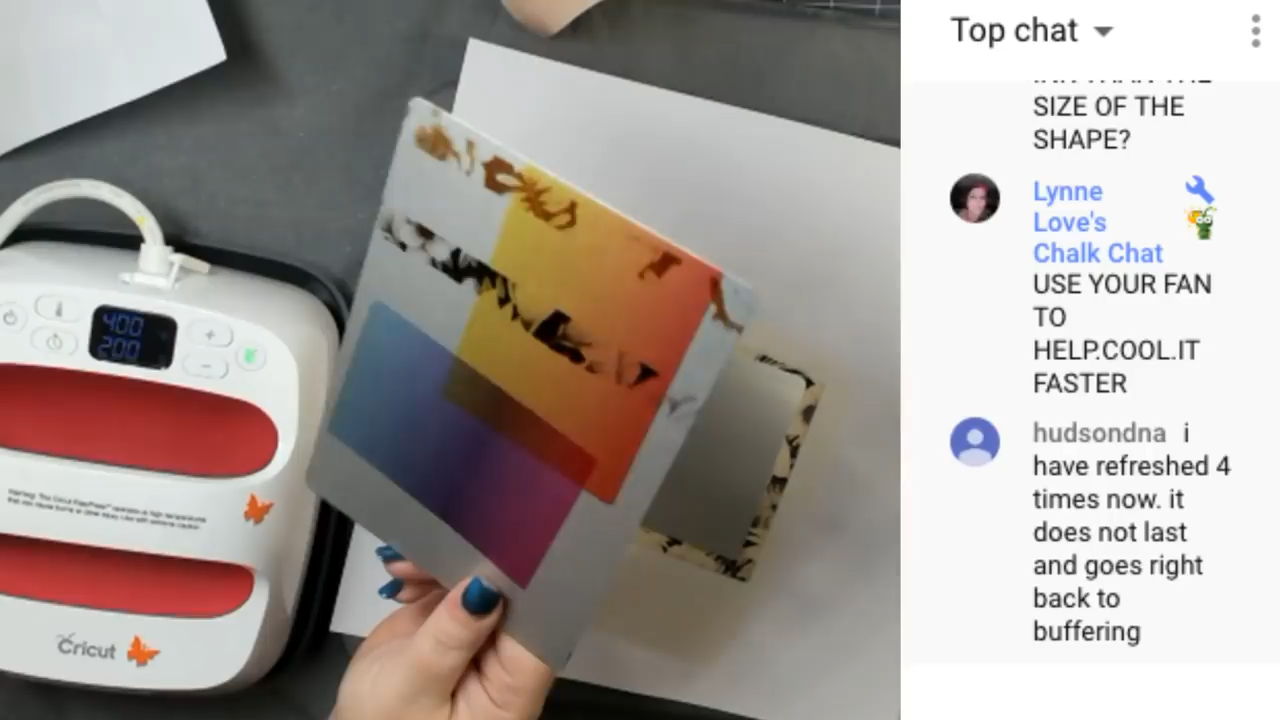 400
200
Cricut
Top chat
SIZE OF THE
SHAPE?
Lynne
Love's
Chalk Chat
USE YOUR FAN
TO
HELP.COOL.IT
FASTER
hudsondna i
have refreshed 4
times now. it
does not last
and goes right
back to
buffering